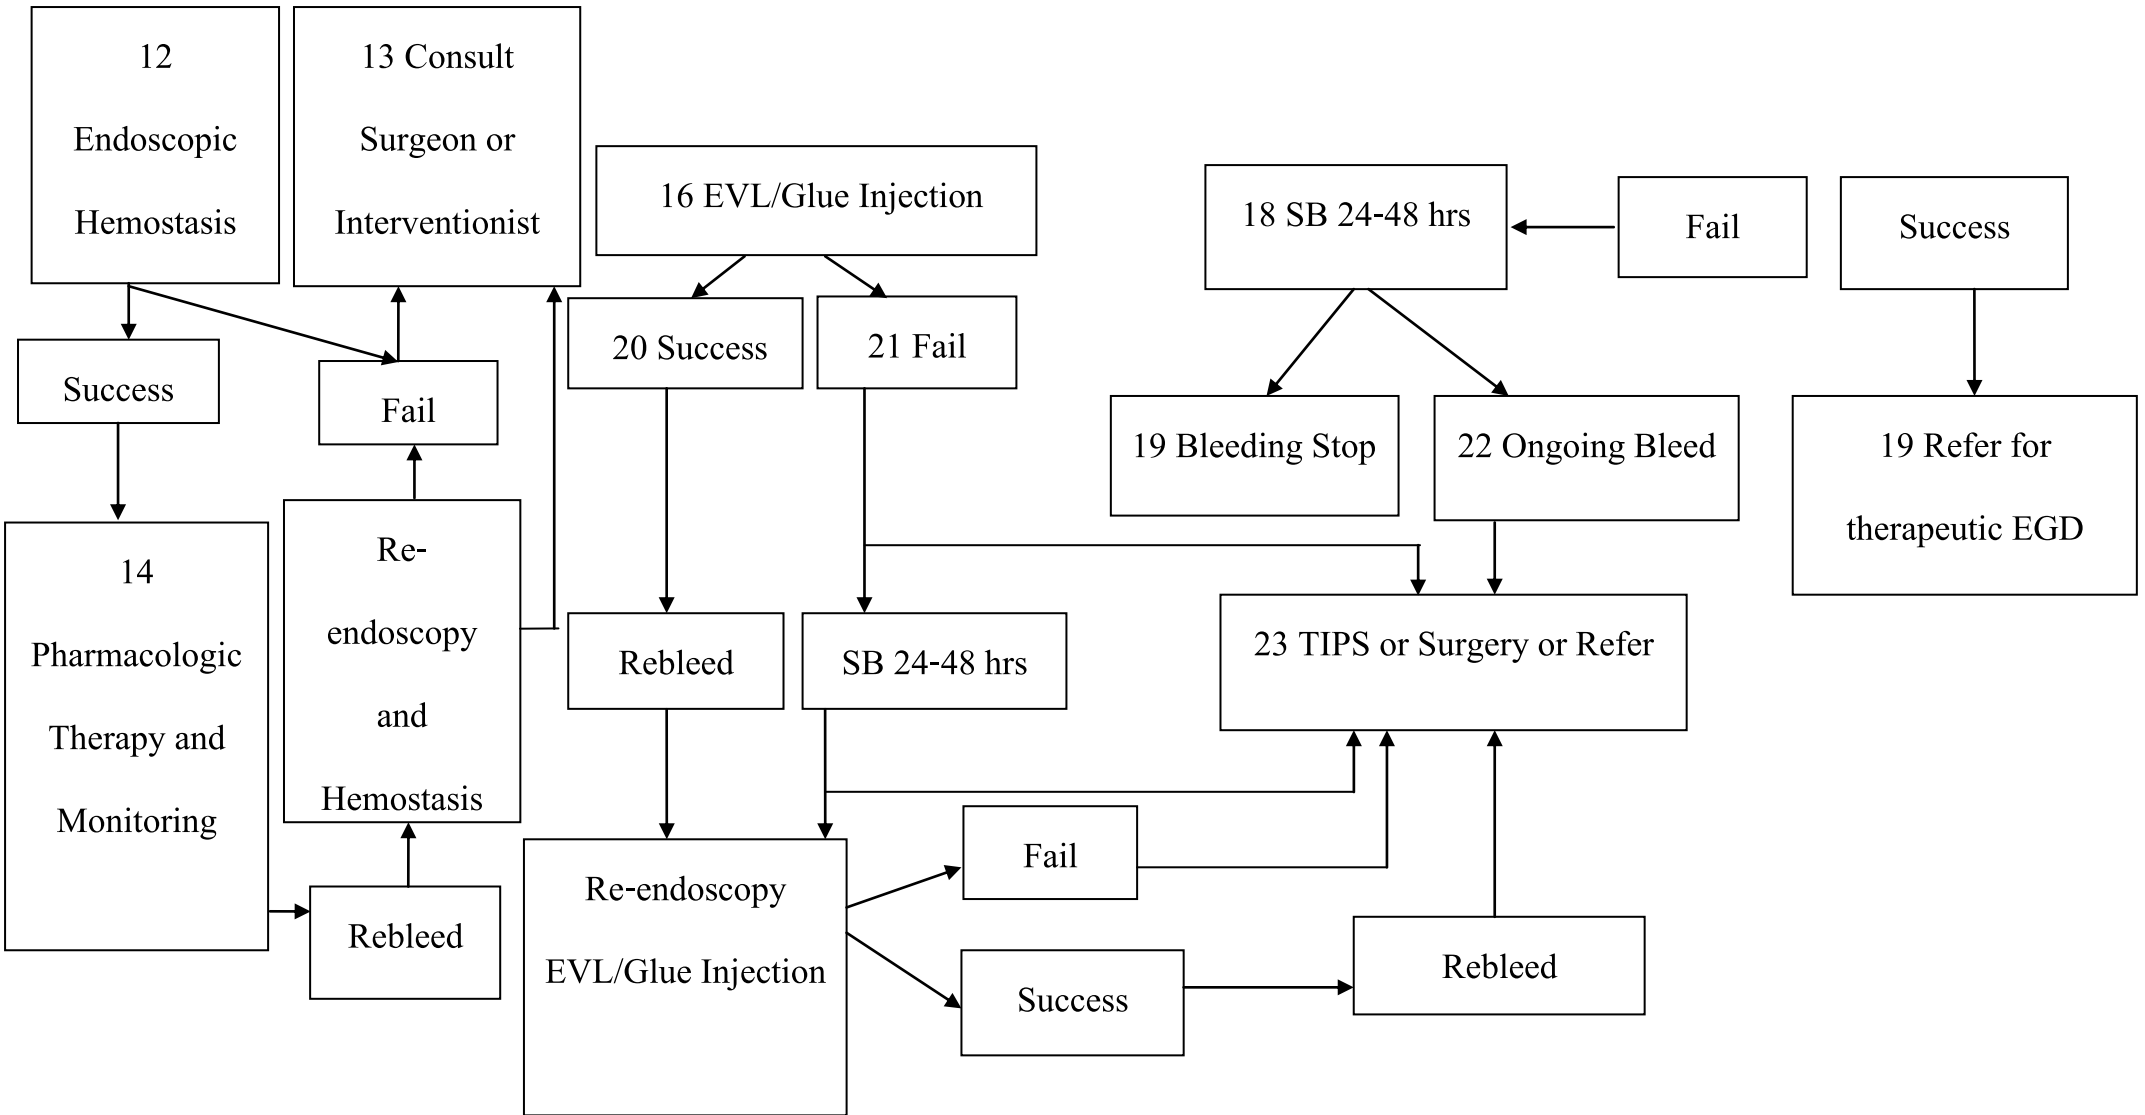 12
Endoscopic
Hemostasis
13 Consult
Surgeon or
Interventionist
16 EVL/Glue Injection
18 SB 24-48 hrs
Fail
Success
Success
Fail
20 Success
21 Fail
19 Bleeding Stop
22 Ongoing Bleed
19 Refer for
therapeutic EGD
14
Pharmacologic
Therapy and
Monitoring
Re-
endoscopy
and
Hemostasis
Rebleed
Rebleed
SB 24-48 hrs
23 TIPS or Surgery or Refer
Re-endoscopy
EVL/Glue Injection
Fail
Success
Rebleed